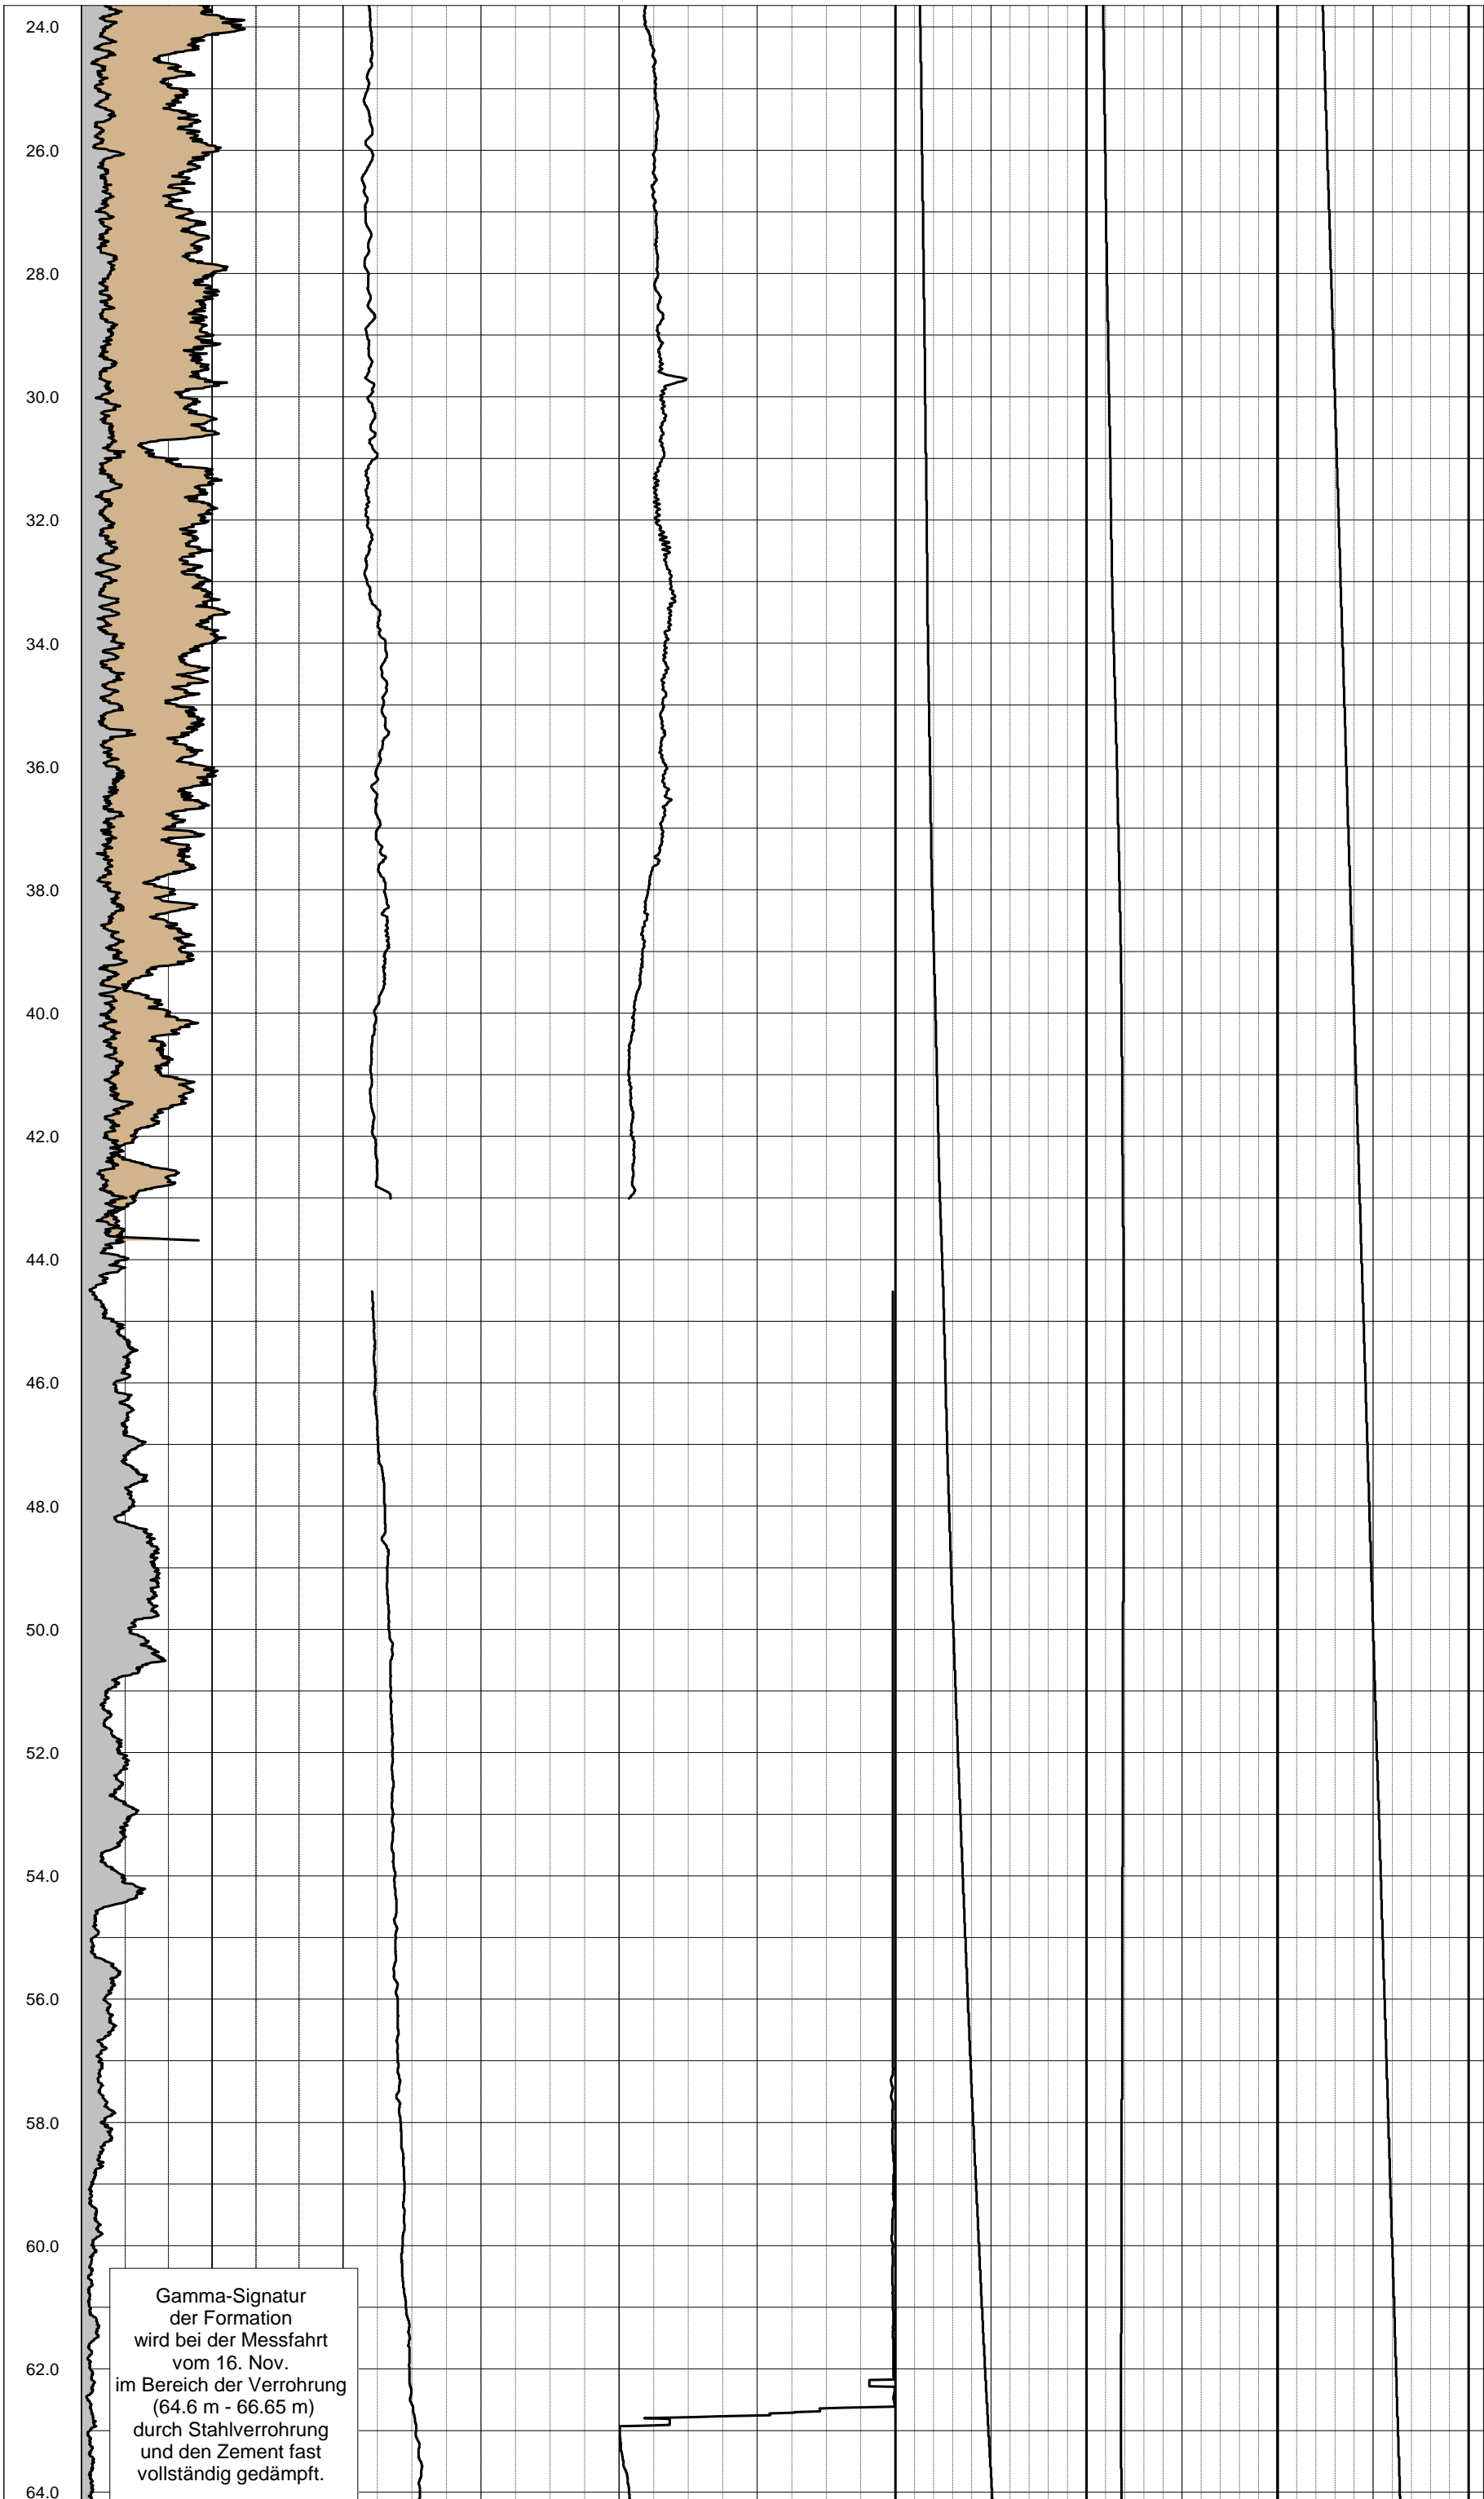 24.0
26.0
28.0
30.0
32.0
34.0
36.0
38.0
40.0
42.0
44.0
46.0
48.0
50.0
52.0
54.0
56.0
58.0
60.0
62.0
64.0
Gamma-Signatur
der Formation
wird bei der Messfahrt
vom 16. Nov.
im Bereich der Verrohrung
(64.6 m - 66.65 m)
durch Stahlverrohrung
und den Zement fast
vollständig gedämpft.